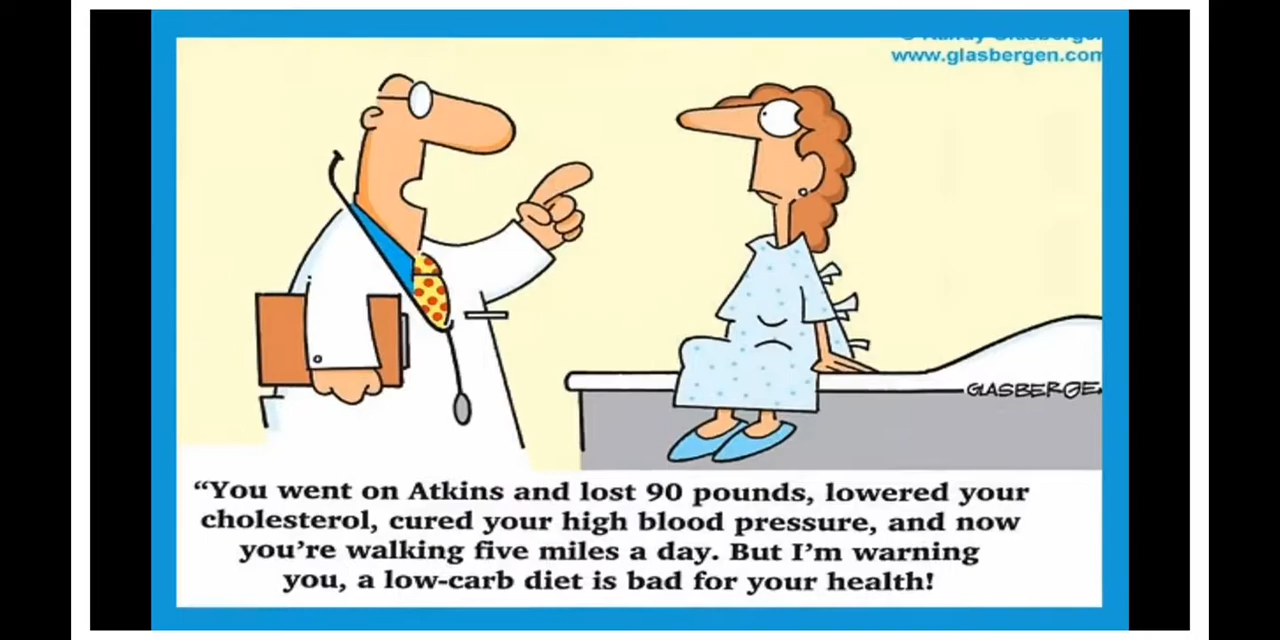 www.glasbergen.com
GLASBERGEN
“You went on Atkins and lost 90 pounds, lowered your
cholesterol, cured your high blood pressure, and now
you’re walking five miles a day. But I’m warning
you, a low-carb diet is bad for your health!